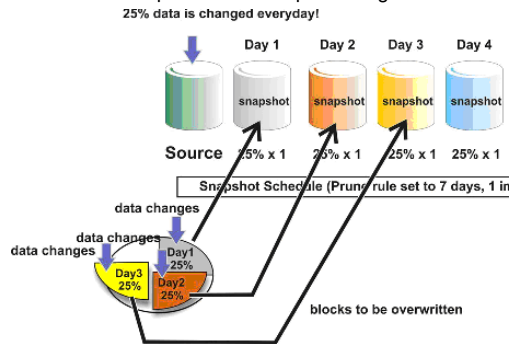 25% data is changed everyday!
Day 1 Day 2 Day 3 Day 4
snapshot snapshot snapshot snapshot
Source 25% x 1 25% x 1 25% x 1 25% x 1
Snapshot Schedule (Prune rule set to 7 days, 1 in
data changes
data changes
data changes
Day1
25%
Day3
25%
Day2
25%
blocks to be overwritten